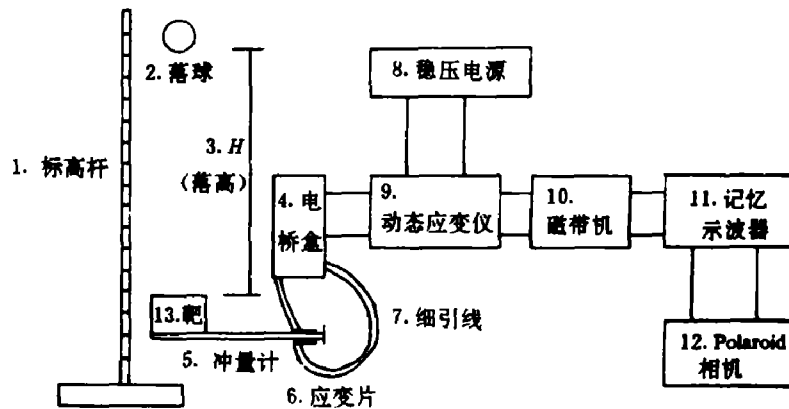 1. 标高杆
2. 落球
3. H
(落高)
4. 电
桥盒
5. 冲量计
6. 应变片
7. 细引线
8. 稳压电源
9.
动态应变仪
10.
磁带机
11. 记忆
示波器
12. Polaroid
相机
13. 靶